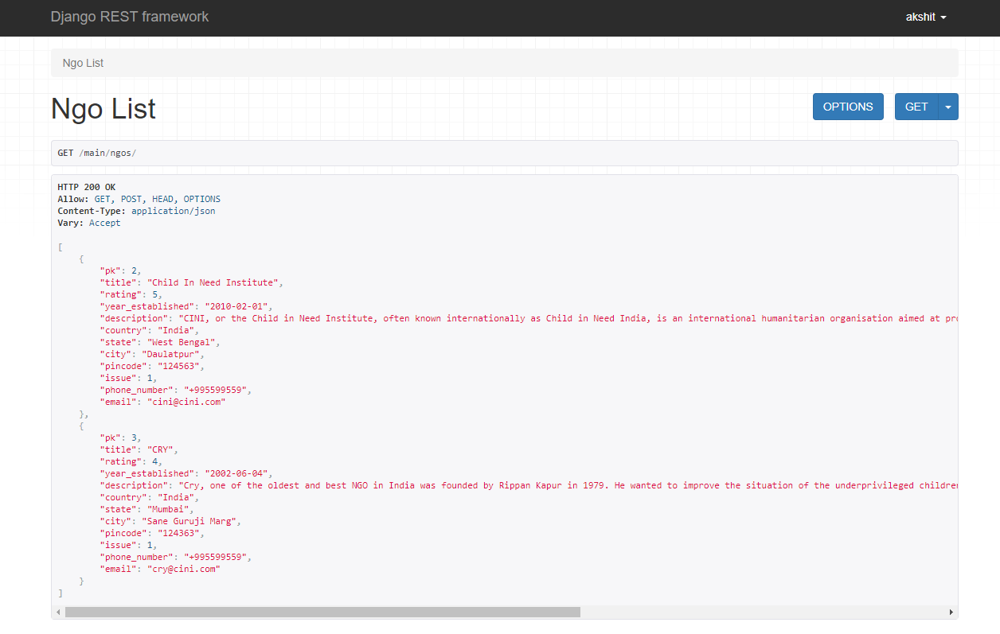 Django REST framework
akshit
Ngo List
Ngo List
OPTIONS
GET
GET /main/ngos/
HTTP 200 OK
Allow: GET, POST, HEAD, OPTIONS
Content-Type: application/json
Vary: Accept
[
    {
        "pk": 2,
        "title": "Child In Need Institute",
        "rating": 5,
        "year_established": "2010-02-01",
        "description": "CINI, or the Child in Need Institute, often known internationally as Child in Need India, is an international humanitarian organisation aimed at
        "country": "India",
        "state": "West Bengal",
        "city": "Daulatpur",
        "pincode": "124563",
        "issue": 1,
        "phone_number": "+995599559",
        "email": "cini@cini.com"
    },
    {
        "pk": 3,
        "title": "CRY",
        "rating": 4,
        "year_established": "2002-06-04",
        "description": "Cry, one of the oldest and best NGO in India was founded by Rippan Kapur in 1979. He wanted to improve the situation of the underprivileged children
        "country": "India",
        "state": "Mumbai",
        "city": "Sane Guruji Marg",
        "pincode": "124363",
        "issue": 1,
        "phone_number": "+995599559",
        "email": "cry@cini.com"
    }
]